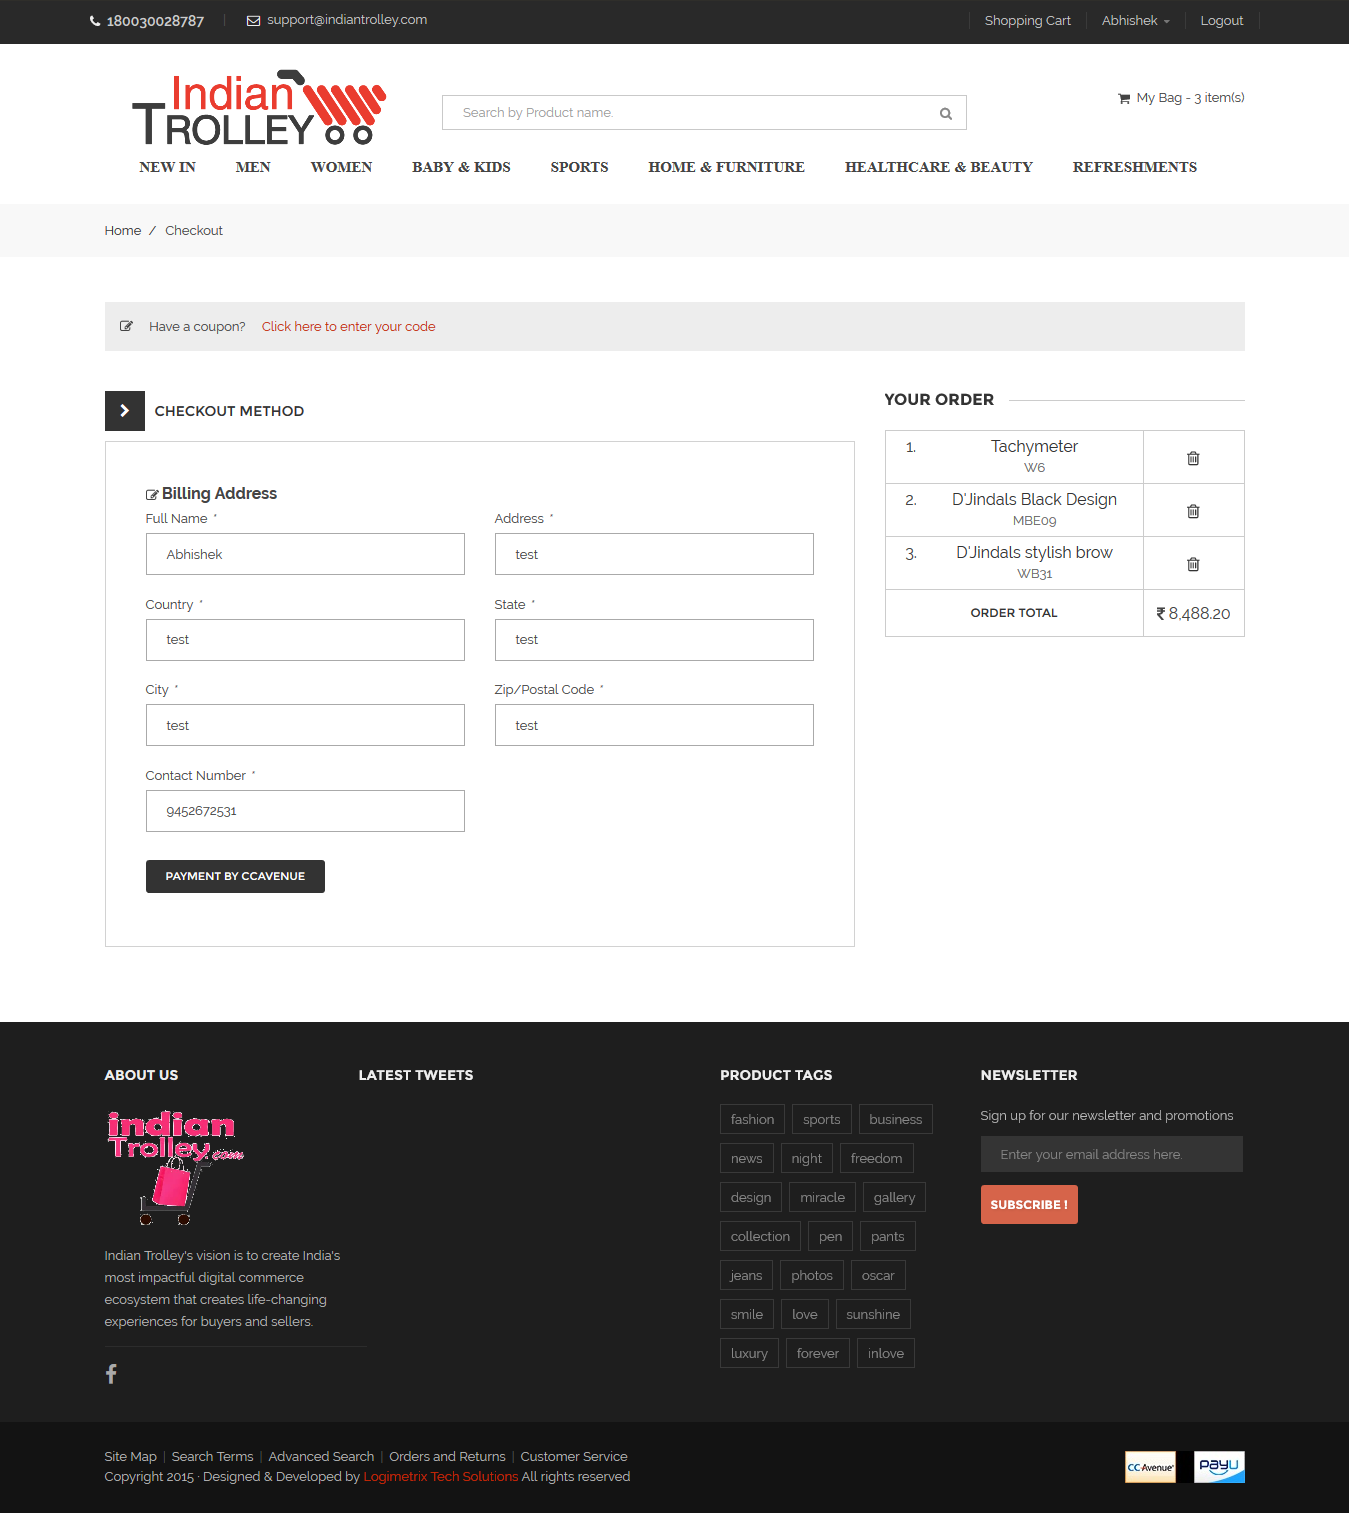 180030028787
support@indiantrolley.com
Shopping Cart
Abhishek
Logout
Indian
TROLLEY
Search by Product name.
My Bag - 3 item(s)
NEW IN MEN WOMEN BABY & KIDS SPORTS HOME & FURNITURE HEALTHCARE & BEAUTY REFRESHMENTS
Home / Checkout
Have a coupon? Click here to enter your code
CHECKOUT METHOD
Billing Address
Full Name *
Address *
Abhishek
test
Country *
State *
test
test
City *
Zip/Postal Code *
test
test
Contact Number *
9452672531
PAYMENT BY CCAVENUE
YOUR ORDER
1. Tachymeter
W6
2. D'Jindals Black Design
MBE09
3. D'Jindals stylish brow
WB31
ORDER TOTAL ₹ 8,488.20
ABOUT US
indian
Trolley.com
Indian Trolley's vision is to create India's
most impactful digital commerce
ecosystem that creates life-changing
experiences for buyers and sellers.
LATEST TWEETS
PRODUCT TAGS
fashion sports business
news night freedom
design miracle gallery
collection pen pants
jeans photos oscar
smile love sunshine
luxury forever inlove
NEWSLETTER
Sign up for our newsletter and promotions
Enter your email address here.
SUBSCRIBE !
Site Map | Search Terms | Advanced Search | Orders and Returns | Customer Service
Copyright 2015 · Designed & Developed by Logimetrix Tech Solutions All rights reserved
CC Avenue
PayU